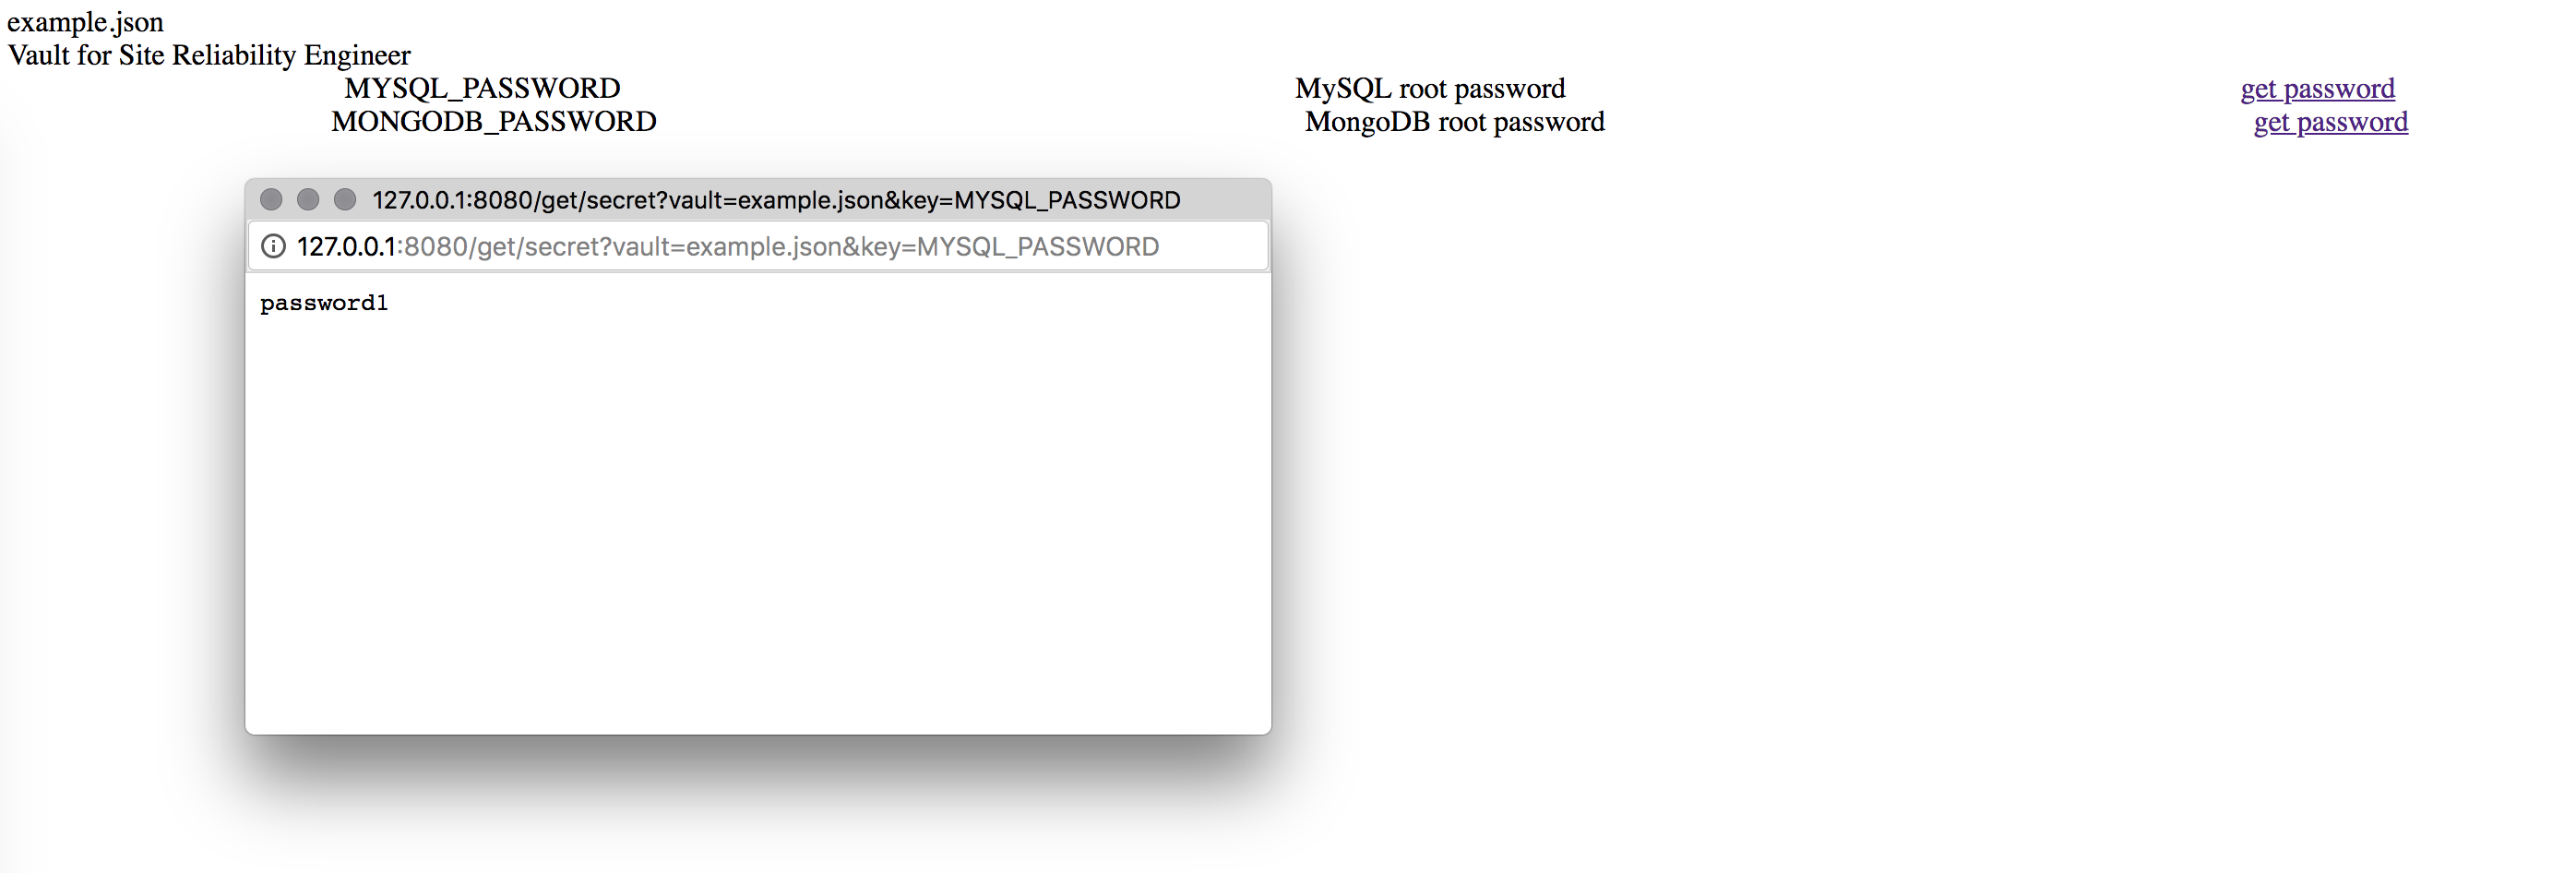 example.json
Vault for Site Reliability Engineer
MYSQL_PASSWORD MySQL root password get password
MONGODB_PASSWORD MongoDB root password get password
127.0.0.1:8080/get/secret?vault=example.json&key=MYSQL_PASSWORD
127.0.0.1:8080/get/secret?vault=example.json&key=MYSQL_PASSWORD
password1